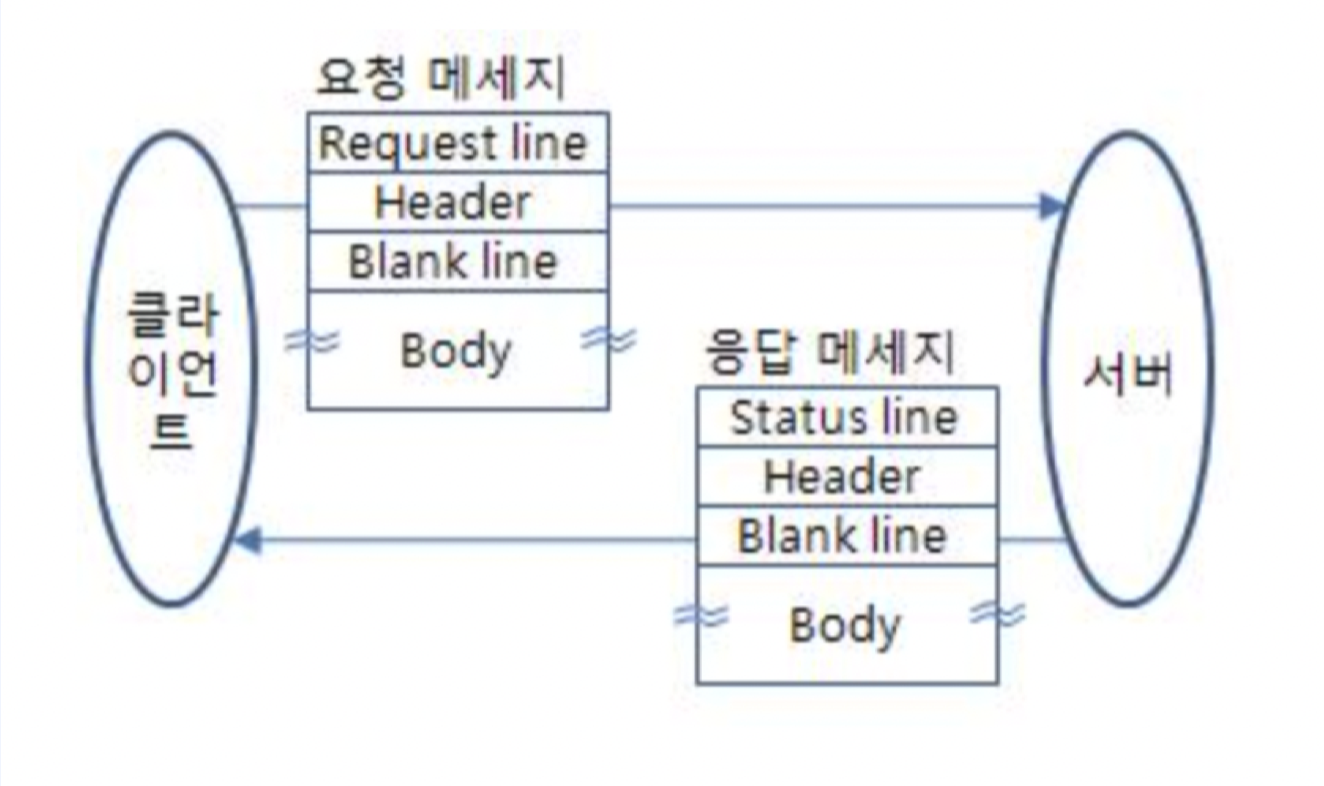 요청 메세지
Request line
Header
Blank line
Body
클라
이언
트
응답 메세지
Status line
Header
Blank line
Body
서버